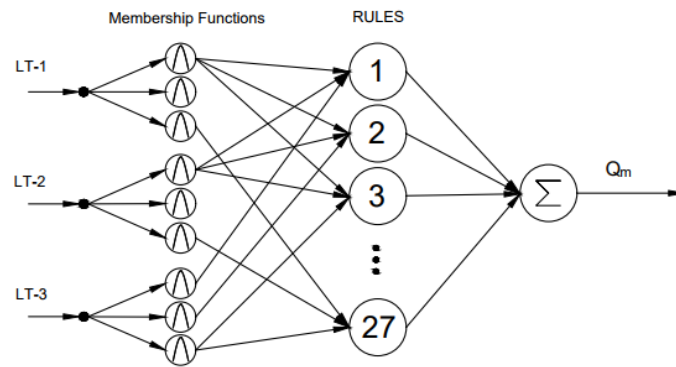 Membership Functions
RULES
LT-1
LT-2
LT-3
1
2
3
27
Σ
Qm